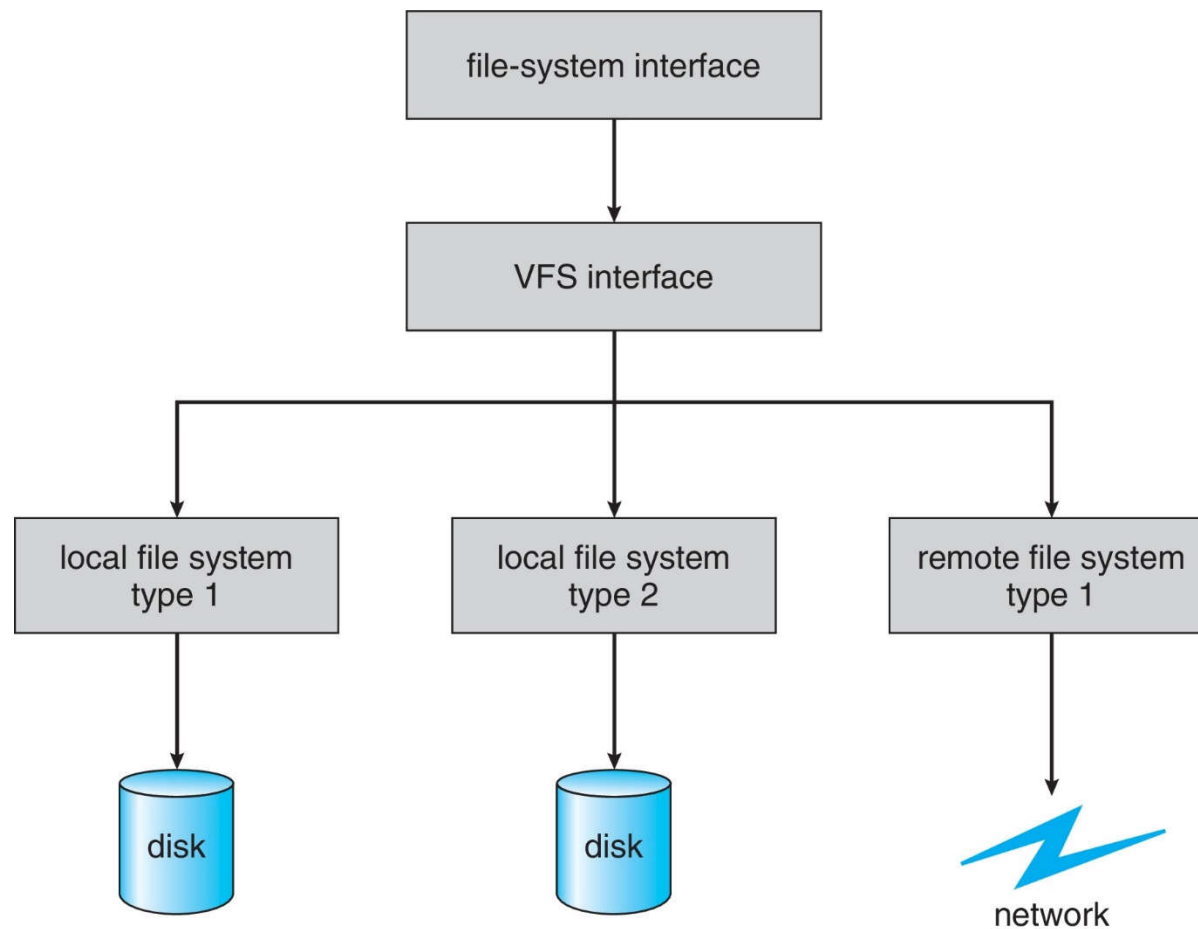 file-system interface
VFS interface
local file system
type 1
local file system
type 2
remote file system
type 1
disk
disk
network